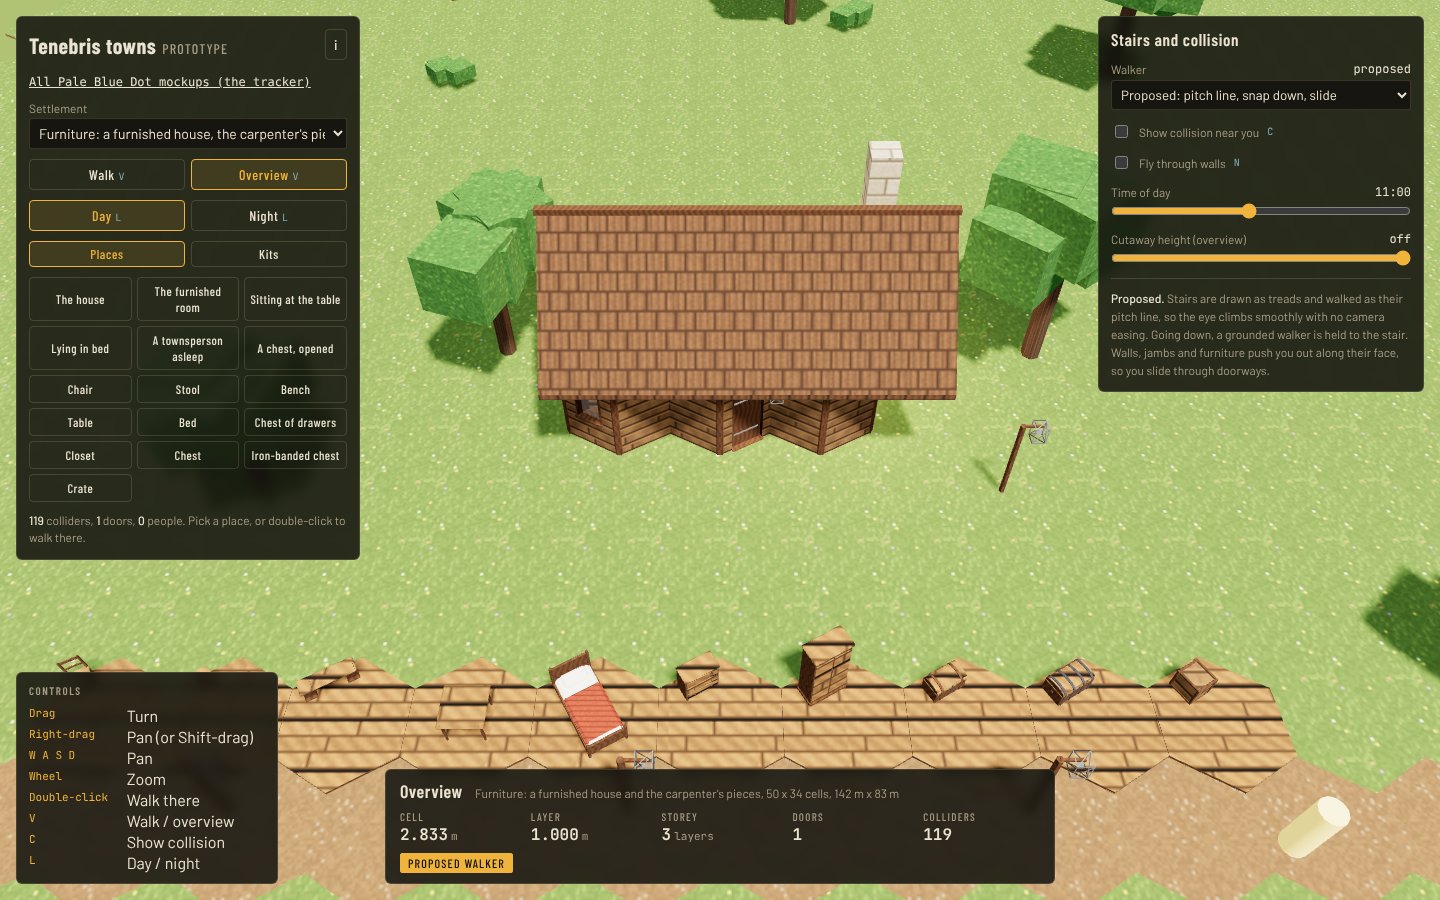 Tenebris towns PROTOTYPE
i
All Pale Blue Dot mockups (the tracker)
Settlement
Furniture: a furnished house, the carpenter's pie
Walk V
Overview V
Day L
Night L
Places
Kits
The house
The furnished room
Sitting at the table
Lying in bed
A townsperson asleep
A chest, opened
Chair
Stool
Bench
Table
Bed
Chest of drawers
Closet
Chest
Iron-banded chest
Crate
119 colliders, 1 doors, 0 people. Pick a place, or double-click to
walk there.
CONTROLS
Drag Turn
Right-drag Pan (or Shift-drag)
W A S D Pan
Wheel Zoom
Double-click Walk there
V Walk / overview
C Show collision
L Day / night
Overview Furniture: a furnished house and the carpenter's pieces, 50 x 34 cells, 142 m x 83 m
CELL LAYER STOREY DOORS COLLIDERS
2.833 m 1.000 m 3 layers 1 119
PROPOSED WALKER
Stairs and collision
Walker proposed
Proposed: pitch line, snap down, slide
Show collision near you C
Fly through walls N
Time of day 11:00
Cutaway height (overview) off
Proposed. Stairs are drawn as treads and walked as their
pitch line, so the eye climbs smoothly with no camera
easing. Going down, a grounded walker is held to the stair.
Walls, jambs and furniture push you out along their face,
so you slide through doorways.